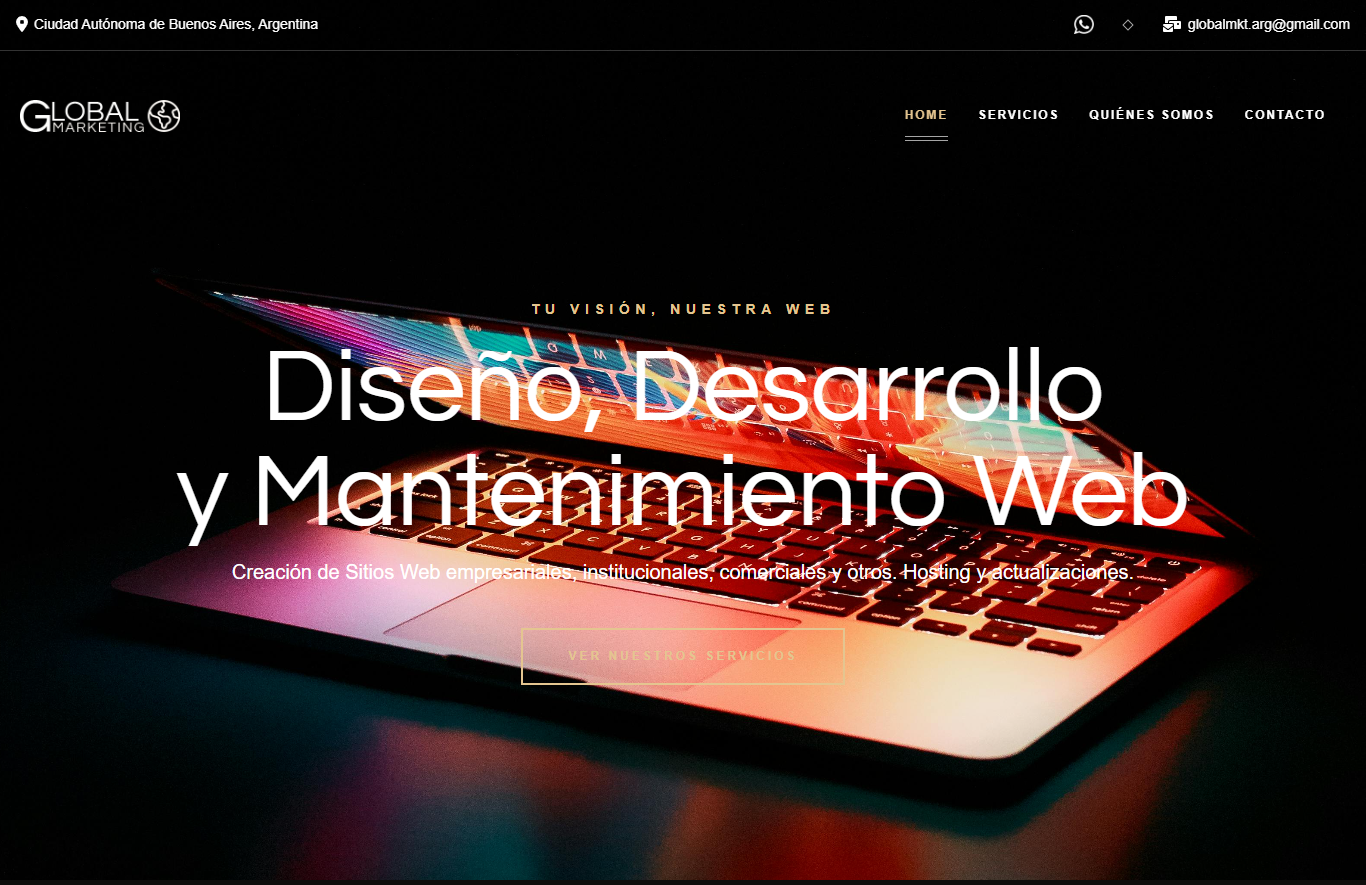 Ciudad Autónoma de Buenos Aires, Argentina
globalmkt.arg@gmail.com
GLOBAL
MARKETING
HOME SERVICIOS QUIÉNES SOMOS CONTACTO
TU VISIÓN, NUESTRA WEB
Diseño, Desarrollo
y Mantenimiento Web
Creación de Sitios Web empresariales, institucionales, comerciales y otros. Hosting y actualizaciones.
VER NUESTROS SERVICIOS